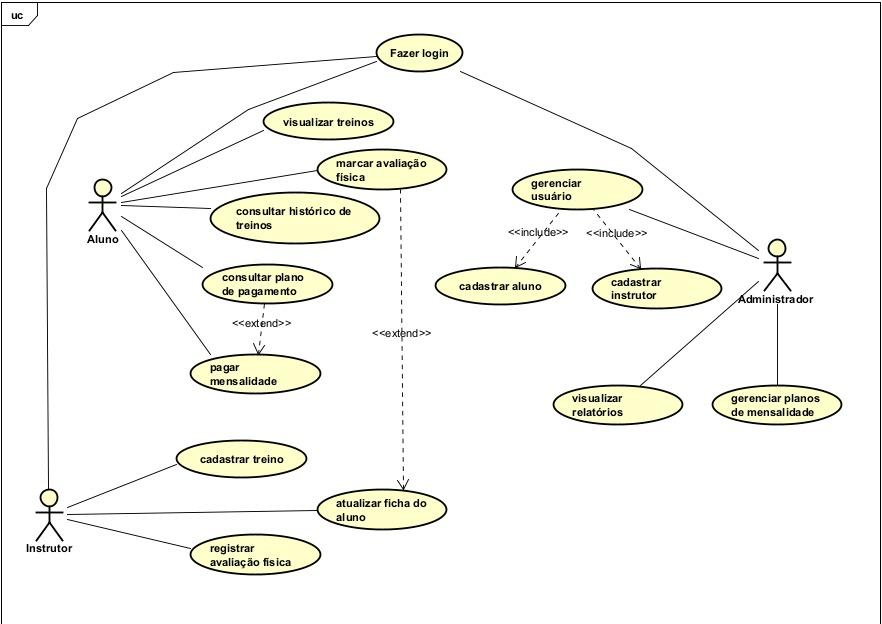 uc
Fazer login
visualizar treinos
marcar avaliação
física
gerenciar
usuário
consultar histórico de
treinos
Aluno
<<include>>
<<include>>
consultar plano
de pagamento
cadastrar aluno
cadastrar
instrutor
Administrador
<<extend>>
<<extend>>
pagar
mensalidade
visualizar
relatórios
gerenciar planos
de mensalidade
cadastrar treino
atualizar ficha do
aluno
Instrutor
registrar
avaliação física